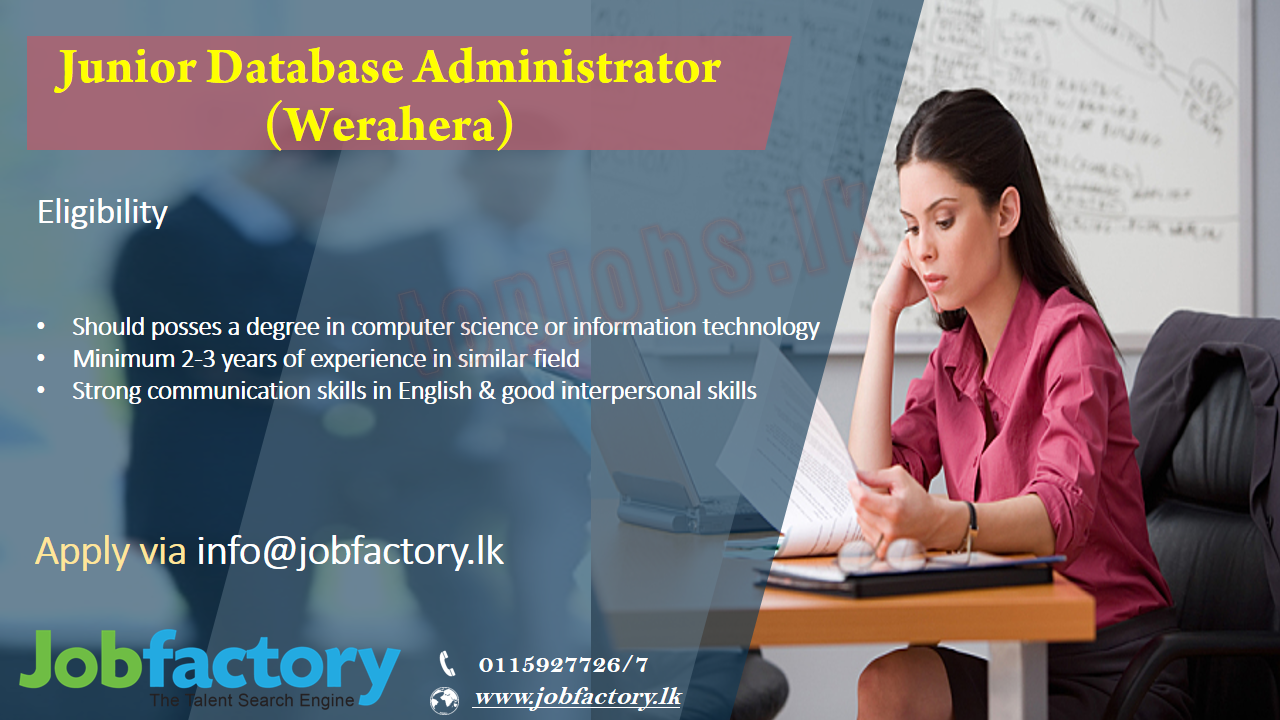 Junior Database Administrator
(Werahera)
Eligibility
• Should posses a degree in computer science or information technology
• Minimum 2-3 years of experience in similar field
• Strong communication skills in English & good interpersonal skills
topjobs.lk
Apply via info@jobfactory.lk
Jobfactory
The Talent Search Engine
0115927726/7
www.jobfactory.lk